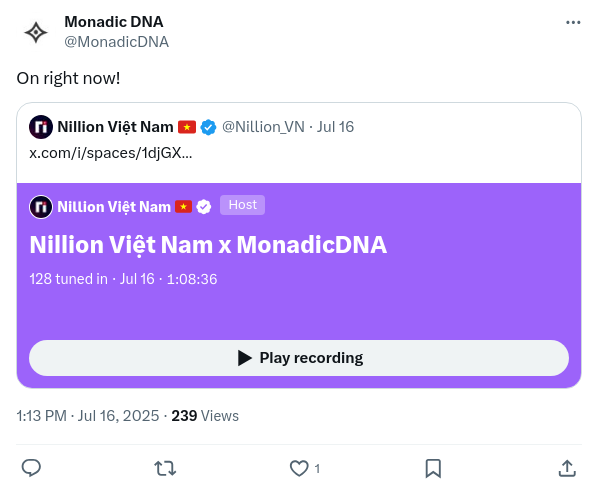 Monadic DNA
@MonadicDNA
On right now!
Nillion Việt Nam 🇻🇳 @Nillion_VN · Jul 16
x.com/i/spaces/1djGX...
Nillion Việt Nam 🇻🇳 Host
Nillion Việt Nam x MonadicDNA
128 tuned in · Jul 16 · 1:08:36
Play recording
1:13 PM · Jul 16, 2025 · 239 Views
1